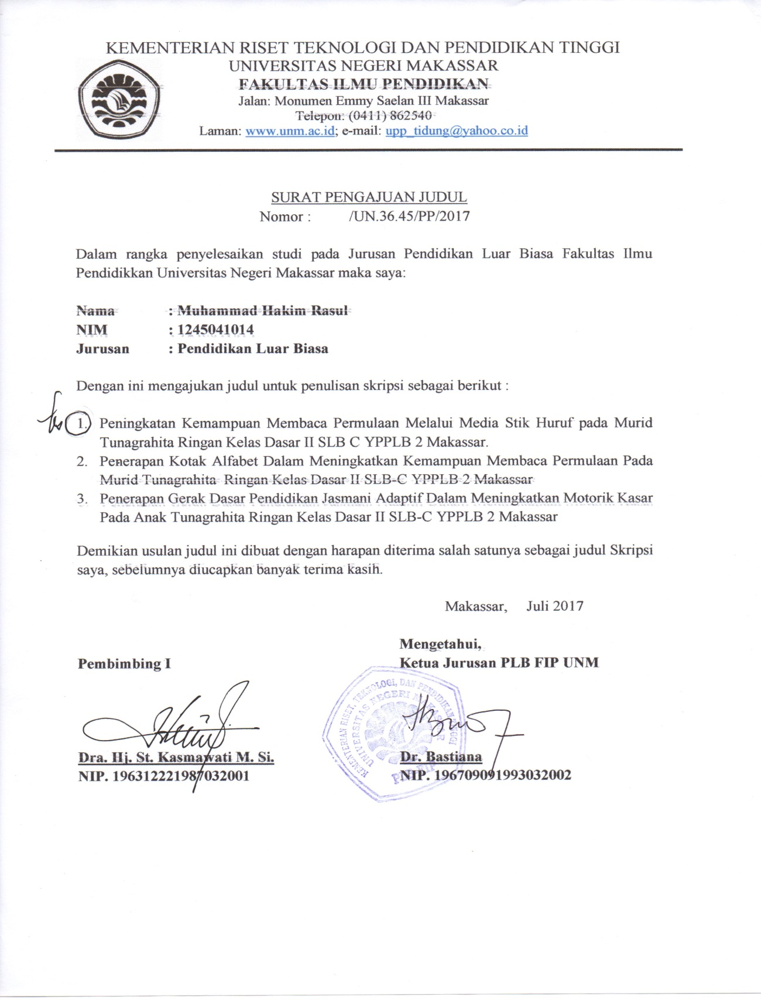 KEMENTERIAN RISET TEKNOLOGI DAN PENDIDIKAN TINGGI
UNIVERSITAS NEGERI MAKASSAR
FAKULTAS ILMU PENDIDIKAN
Jalan: Monumen Emmy Saelan III Makassar
Telepon: (0411) 862540
Laman: www.unm.ac.id; e-mail: upp_tidung@yahoo.co.id
SURAT PENGAJUAN JUDUL
Nomor : /UN.36.45/PP/2017
Dalam rangka penyelesaikan studi pada Jurusan Pendidikan Luar Biasa Fakultas Ilmu
Pendidikkan Universitas Negeri Makassar maka saya:
Nama : Muhammad Hakim Rasul
NIM : 1245041014
Jurusan : Pendidikan Luar Biasa
Dengan ini mengajukan judul untuk penulisan skripsi sebagai berikut :
1. Peningkatan Kemampuan Membaca Permulaan Melalui Media Stik Huruf pada Murid
Tunagrahita Ringan Kelas Dasar II SLB C YPPLB 2 Makassar.
2. Penerapan Kotak Alfabet Dalam Meningkatkan Kemampuan Membaca Permulaan Pada
Murid Tunagrahita Ringan Kelas Dasar II SLB-C YPPLB 2 Makassar
3. Penerapan Gerak Dasar Pendidikan Jasmani Adaptif Dalam Meningkatkan Motorik Kasar
Pada Anak Tunagrahita Ringan Kelas Dasar II SLB-C YPPLB 2 Makassar
Demikian usulan judul ini dibuat dengan harapan diterima salah satunya sebagai judul Skripsi
saya, sebelumnya diucapkan banyak terima kasih.
Makassar, Juli 2017
Mengetahui,
Pembimbing I
Ketua Jurusan PLB FIP UNM
KEMENTERIAN RISET, TEKNOLOGI, DAN PENDIDIKAN TINGGI
UNIVERSITAS NEGERI MAKASSAR
PLB FIP
Dra. Hj. St. Kasmawati M. Si.
NIP. 196312221987032001
Dr. Bastiana
NIP. 196709091993032002